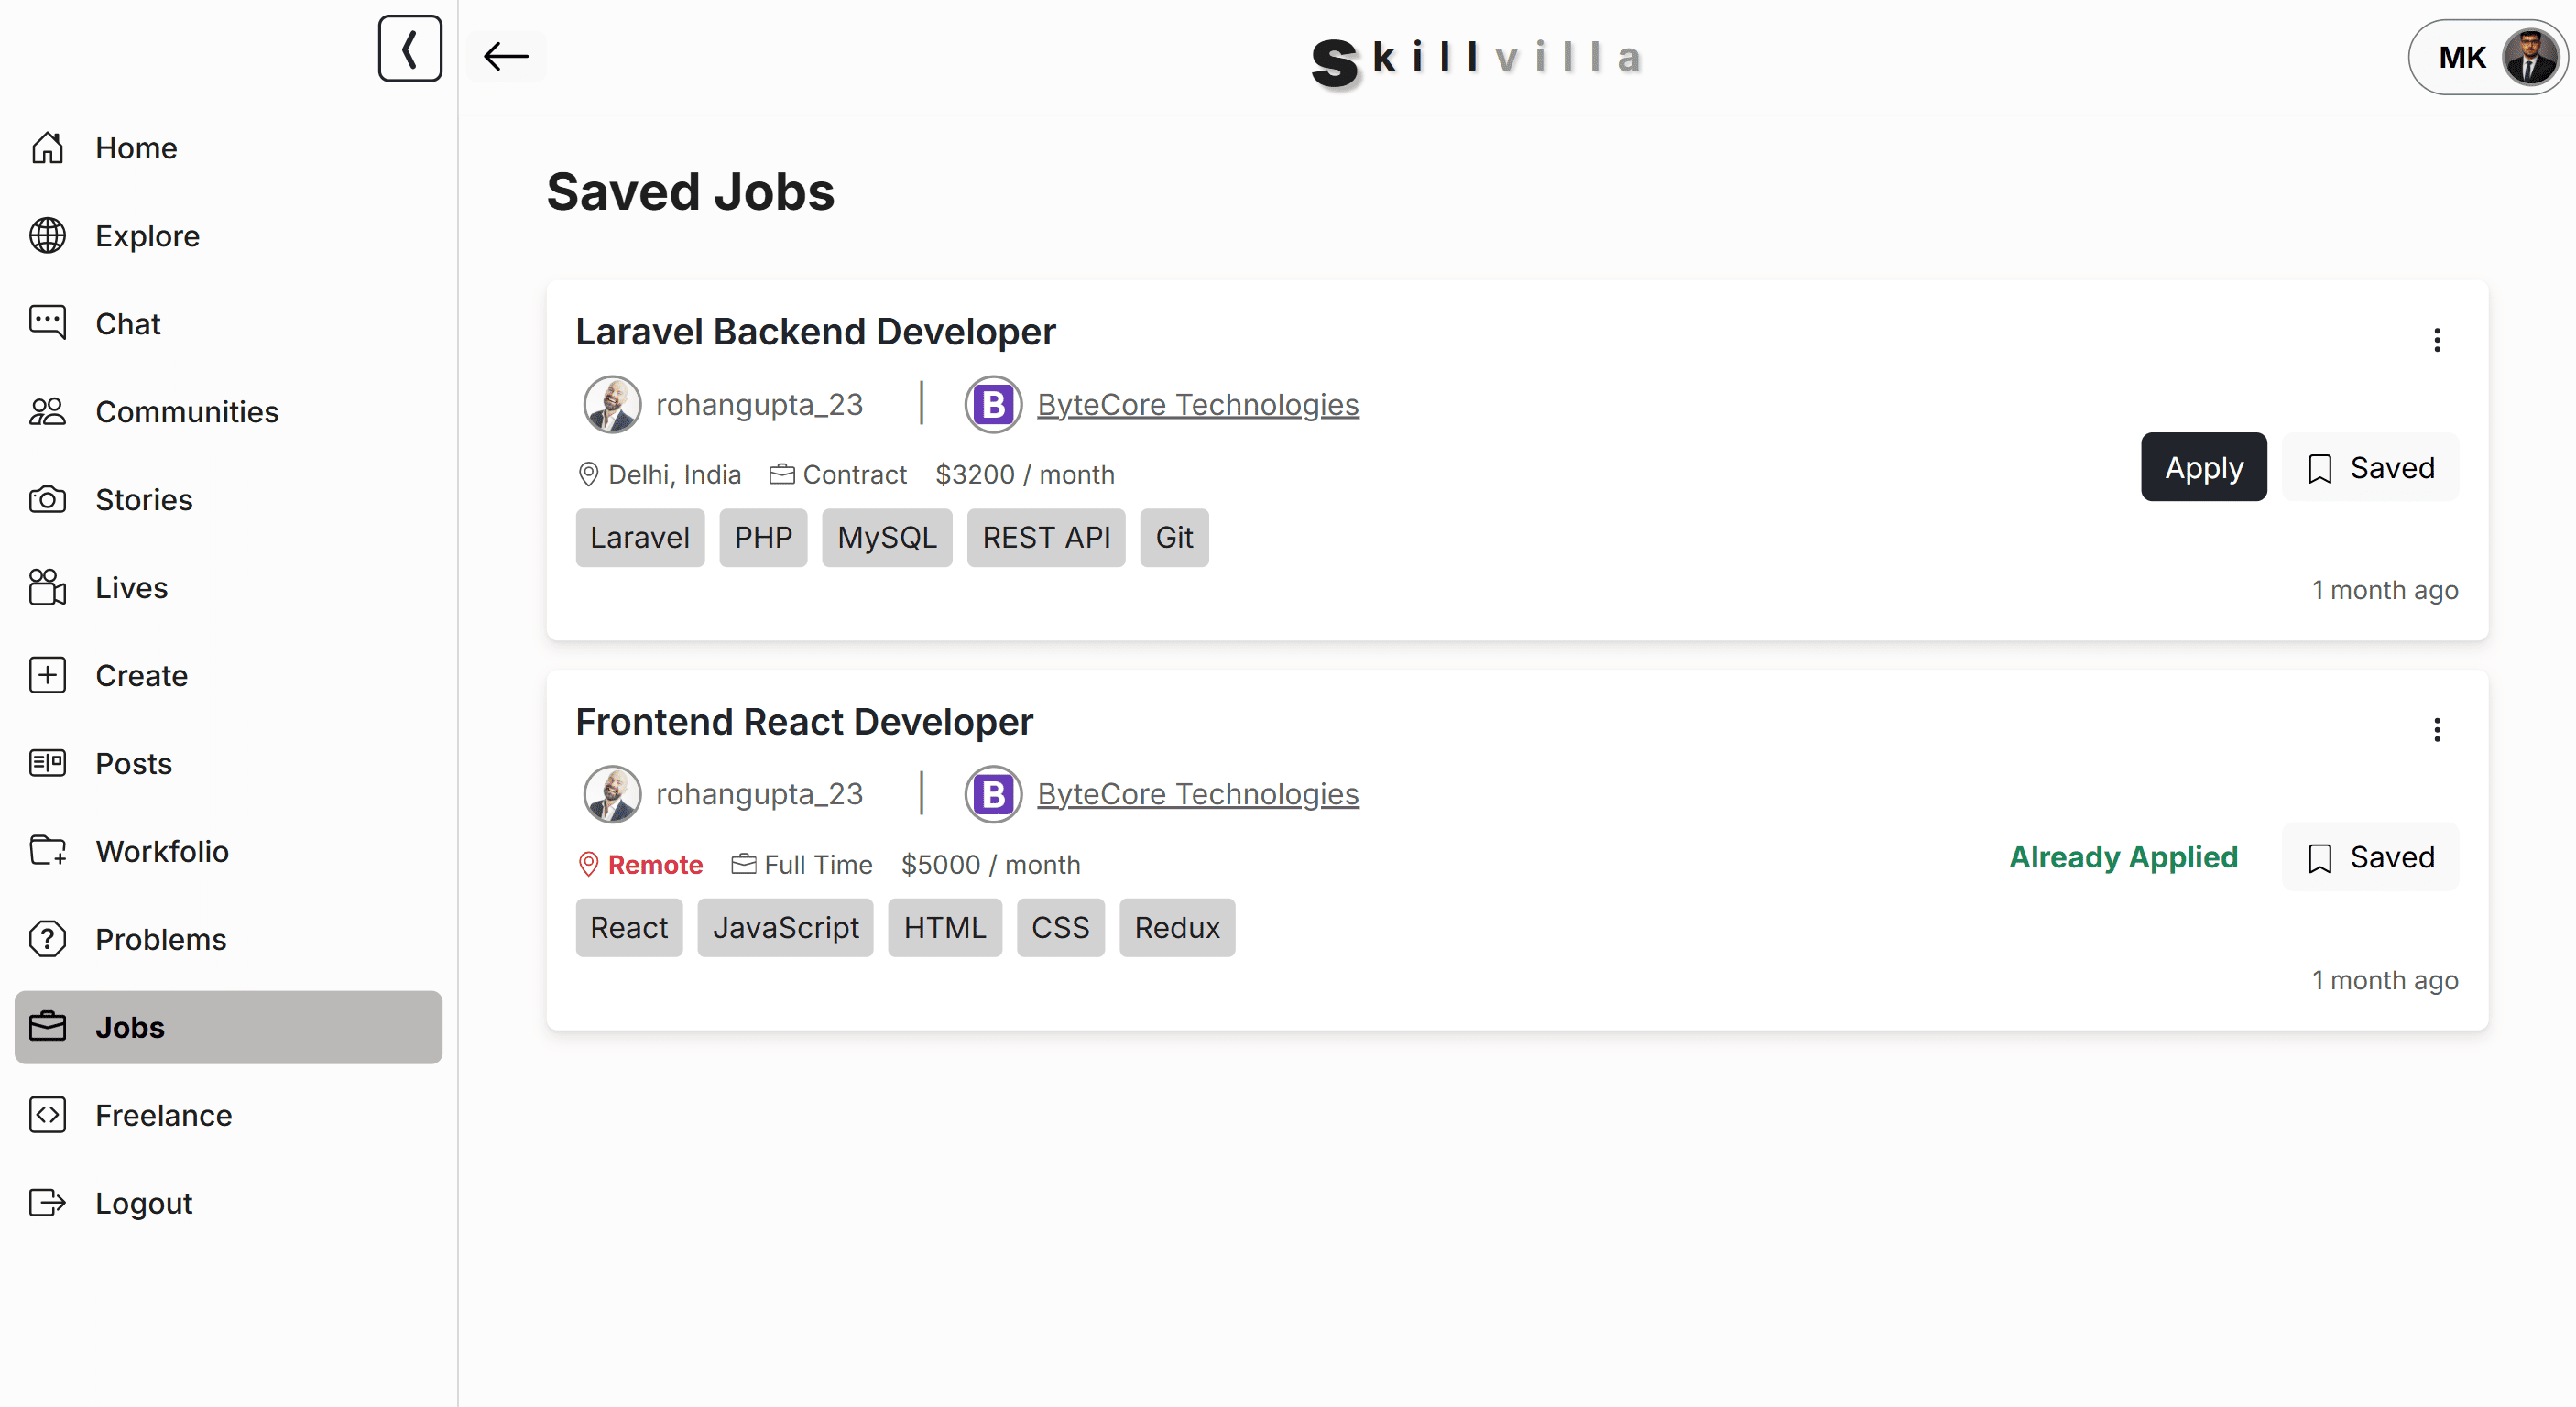 skillvilla
MK
Home
Explore
Chat
Communities
Stories
Lives
Create
Posts
Workfolio
Problems
Jobs
Freelance
Logout
Saved Jobs
Laravel Backend Developer
rohangupta_23 | B ByteCore Technologies
Delhi, India Contract $3200 / month
Apply Saved
Laravel PHP MySQL REST API Git
1 month ago
Frontend React Developer
rohangupta_23 | B ByteCore Technologies
Remote Full Time $5000 / month
Already Applied Saved
React JavaScript HTML CSS Redux
1 month ago